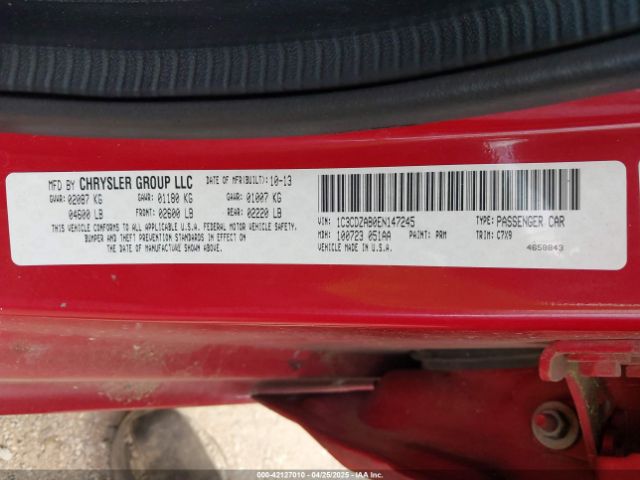 MFD BY CHRYSLER GROUP LLC DATE OF MFR(BUILT): 10-13
GVWR: 02087 KG GAWR: 01180 KG GAWR: 01007 KG
04600 LB FRONT: 02600 LB REAR: 02220 LB
THIS VEHICLE CONFORMS TO ALL APPLICABLE U.S.A. FEDERAL MOTOR VEHICLE SAFETY,
BUMPER AND THEFT PREVENTION STANDARDS IN EFFECT ON
THE DATE OF MANUFACTURE SHOWN ABOVE.
VIN: 1C3CDZAB0EN147245 TYPE: PASSENGER CAR
MDH: 100723 051AA PAINT: PRM TRIM: C7X9
VEHICLE MADE IN U.S.A. 4658843
000-42127010 04/25/2025 IAA Inc.